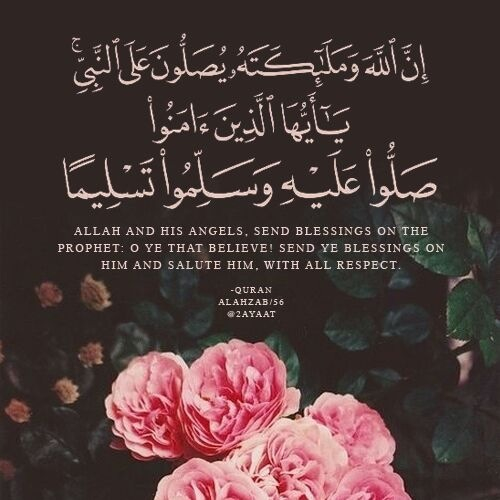 إِنَّ ٱللَّهَ وَمَلَـٰٓئِكَتَهُۥ يُصَلُّونَ عَلَى ٱلنَّبِىِّ ۚ
يَـٰٓأَيُّهَا ٱلَّذِينَ ءَامَنُوا۟
صَلُّوا۟ عَلَيْهِ وَسَلِّمُوا۟ تَسْلِيمًا
ALLAH AND HIS ANGELS, SEND BLESSINGS ON THE
PROPHET: O YE THAT BELIEVE! SEND YE BLESSINGS ON
HIM AND SALUTE HIM, WITH ALL RESPECT.
-QURAN
ALAHZAB/56
@2AYAAT